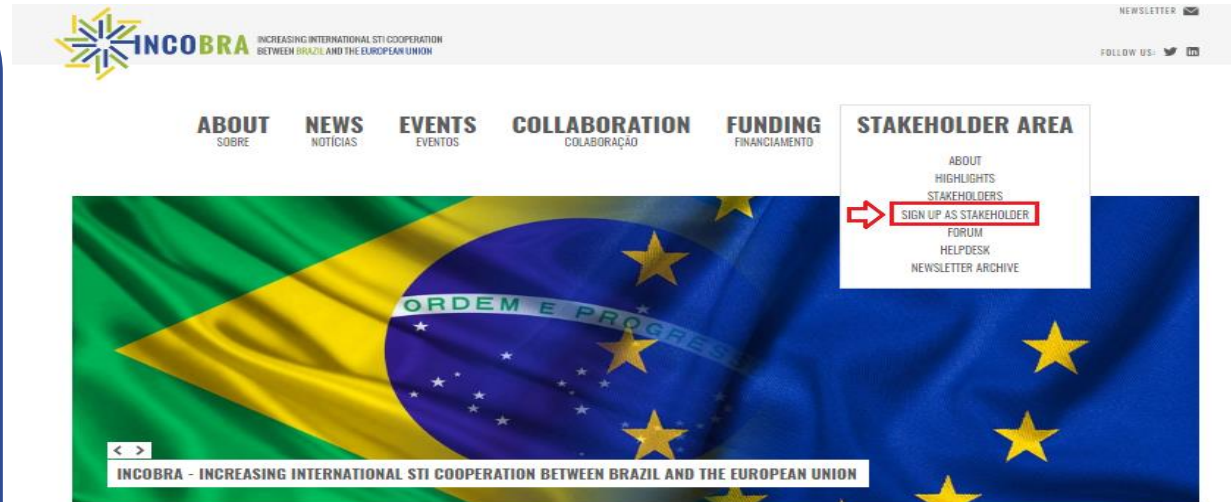 NEWSLETTER
INCOBRA
INCREASING INTERNATIONAL STI COOPERATION
BETWEEN BRAZIL AND THE EUROPEAN UNION
FOLLOW US:
ABOUT
SOBRE
NEWS
NOTÍCIAS
EVENTS
EVENTOS
COLLABORATION
COLABORAÇÃO
FUNDING
FINANCIAMENTO
STAKEHOLDER AREA
ABOUT
HIGHLIGHTS
STAKEHOLDERS
SIGN UP AS STAKEHOLDER
FORUM
HELPDESK
NEWSLETTER ARCHIVE
ORDEM E PROGRESS
INCOBRA - INCREASING INTERNATIONAL STI COOPERATION BETWEEN BRAZIL AND THE EUROPEAN UNION